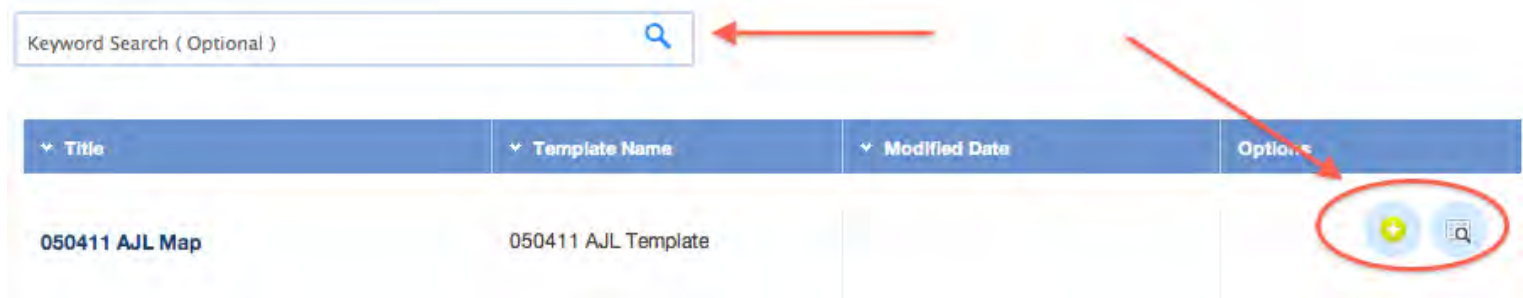 Keyword Search ( Optional )
Title Template Name Modified Date Options
050411 AJL Map 050411 AJL Template